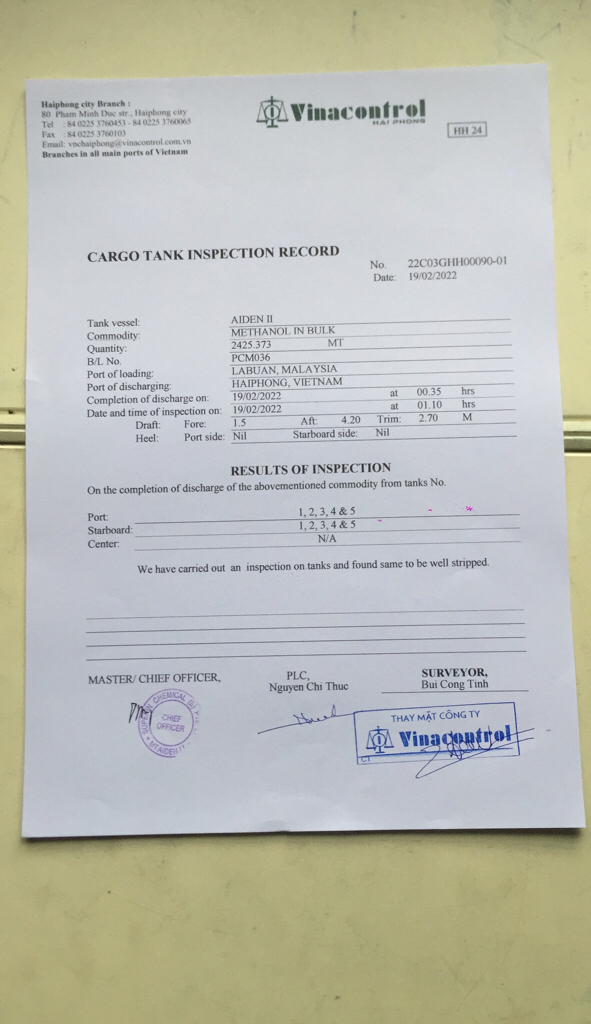 Haiphong city Branch :
80 Pham Minh Duc str., Haiphong city
Tel : 84 0225 3760453 - 84 0225 3760065
Fax : 84 0225 3760103
Email: vnchaiphong@vinacontrol.com.vn
Branches in all main ports of Vietnam
Vinacontrol
HAI PHONG
HH 24
CARGO TANK INSPECTION RECORD
No. 22C03GHH00090-01
Date: 19/02/2022
Tank vessel: AIDEN II
Commodity: METHANOL IN BULK
Quantity: 2425.373 MT
B/L No. PCM036
Port of loading: LABUAN, MALAYSIA
Port of discharging: HAIPHONG, VIETNAM
Completion of discharge on: 19/02/2022 at 00.35 hrs
Date and time of inspection on: 19/02/2022 at 01.10 hrs
Draft: Fore: 1.5 Aft: 4.20 Trim: 2.70 M
Heel: Port side: Nil Starboard side: Nil
RESULTS OF INSPECTION
On the completion of discharge of the abovementioned commodity from tanks No.
Port: 1, 2, 3, 4 & 5
Starboard: 1, 2, 3, 4 & 5
Center: N/A
We have carried out an inspection on tanks and found same to be well stripped.
MASTER/ CHIEF OFFICER,
PLC,
Nguyen Chi Thuc
SURVEYOR,
Bui Cong Tinh
CHEMICAL
CHIEF
OFFICER
THAY MẶT CÔNG TY
Vinacontrol